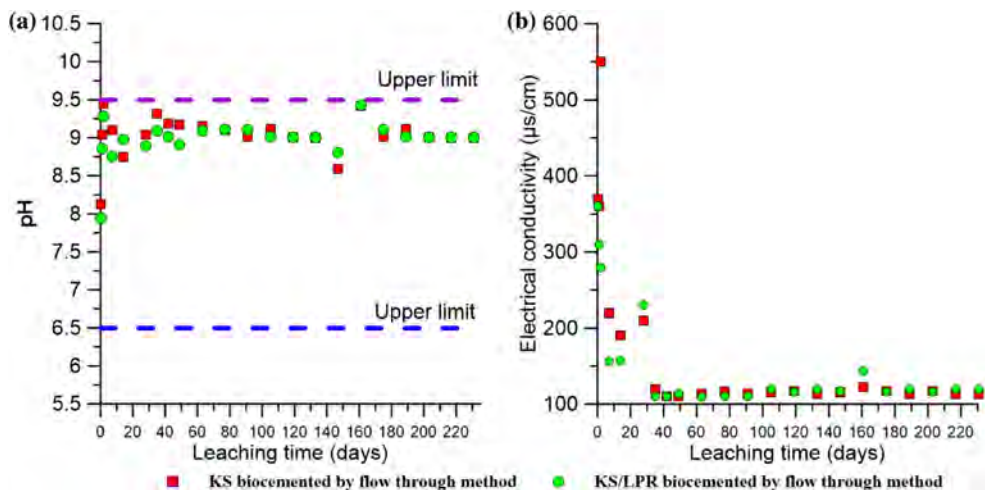 (a)
10.5
10
9.5
9
8.5
8
7.5
7
6.5
6
5.5
pH
Upper limit
Upper limit
0 20 40 60 80 100 120 140 160 180 200 220
Leaching time (days)
(b)
600
500
400
300
200
100
Electrical conductivity (µs/cm)
0 20 40 60 80 100 120 140 160 180 200 220
Leaching time (days)
KS biocemented by flow through method
KS/LPR biocemented by flow through method